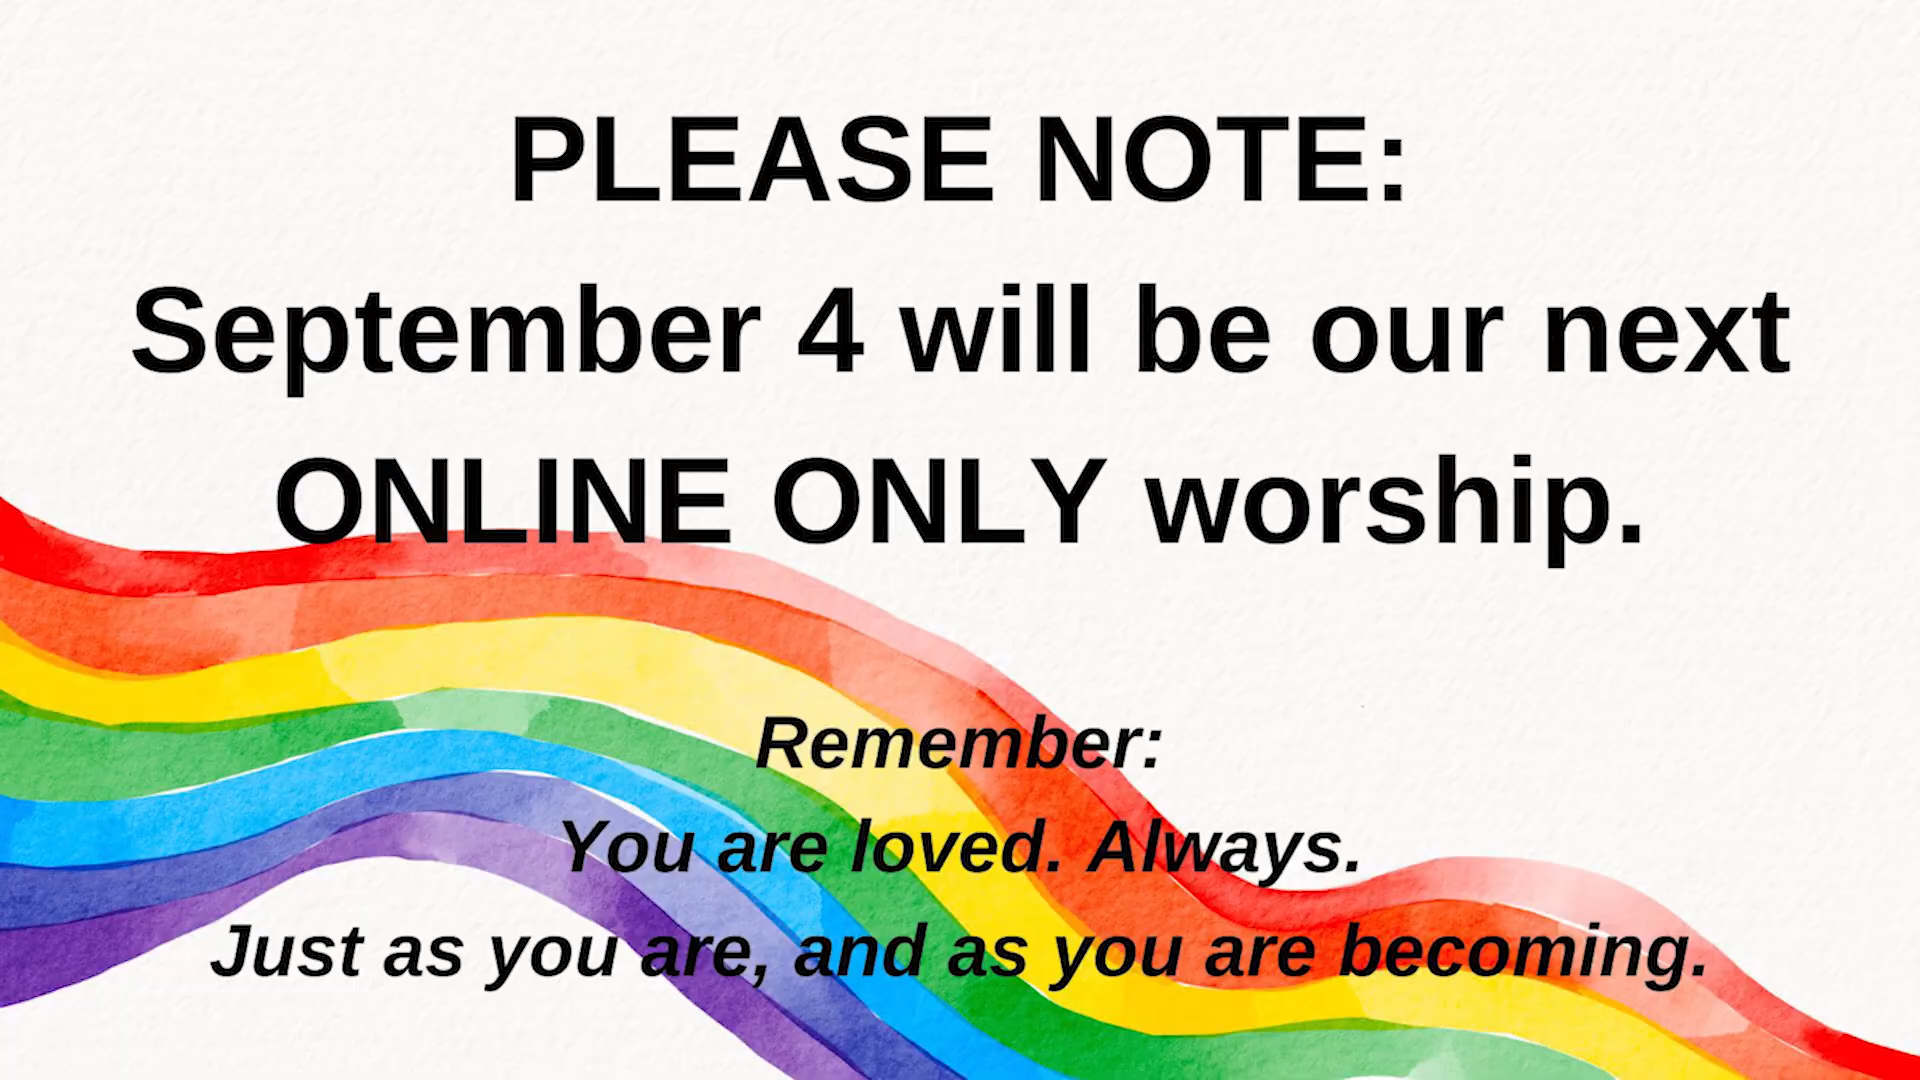 PLEASE NOTE:
September 4 will be our next
ONLINE ONLY worship.
Remember:
You are loved. Always.
Just as you are, and as you are becoming.